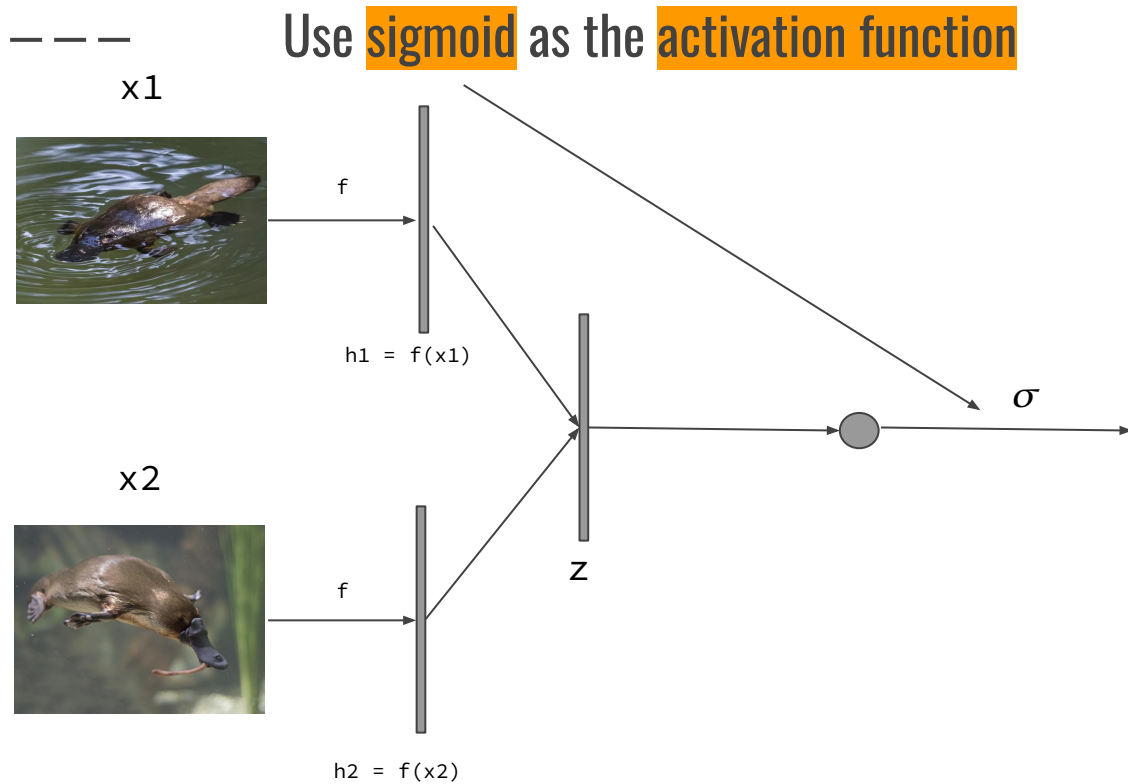 Use sigmoid as the activation function
x1
f
h1 = f(x1)
σ
x2
z
f
h2 = f(x2)